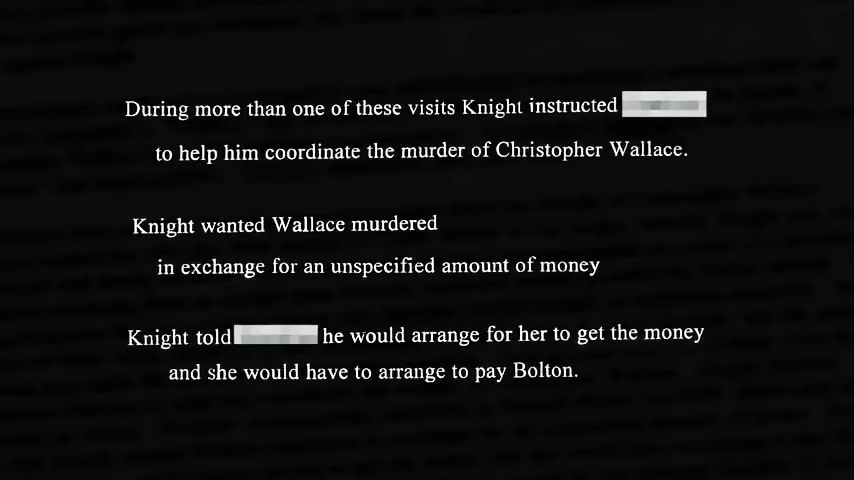 During more than one of these visits Knight instructed
to help him coordinate the murder of Christopher Wallace.
Knight wanted Wallace murdered
in exchange for an unspecified amount of money
Knight told he would arrange for her to get the money
and she would have to arrange to pay Bolton.